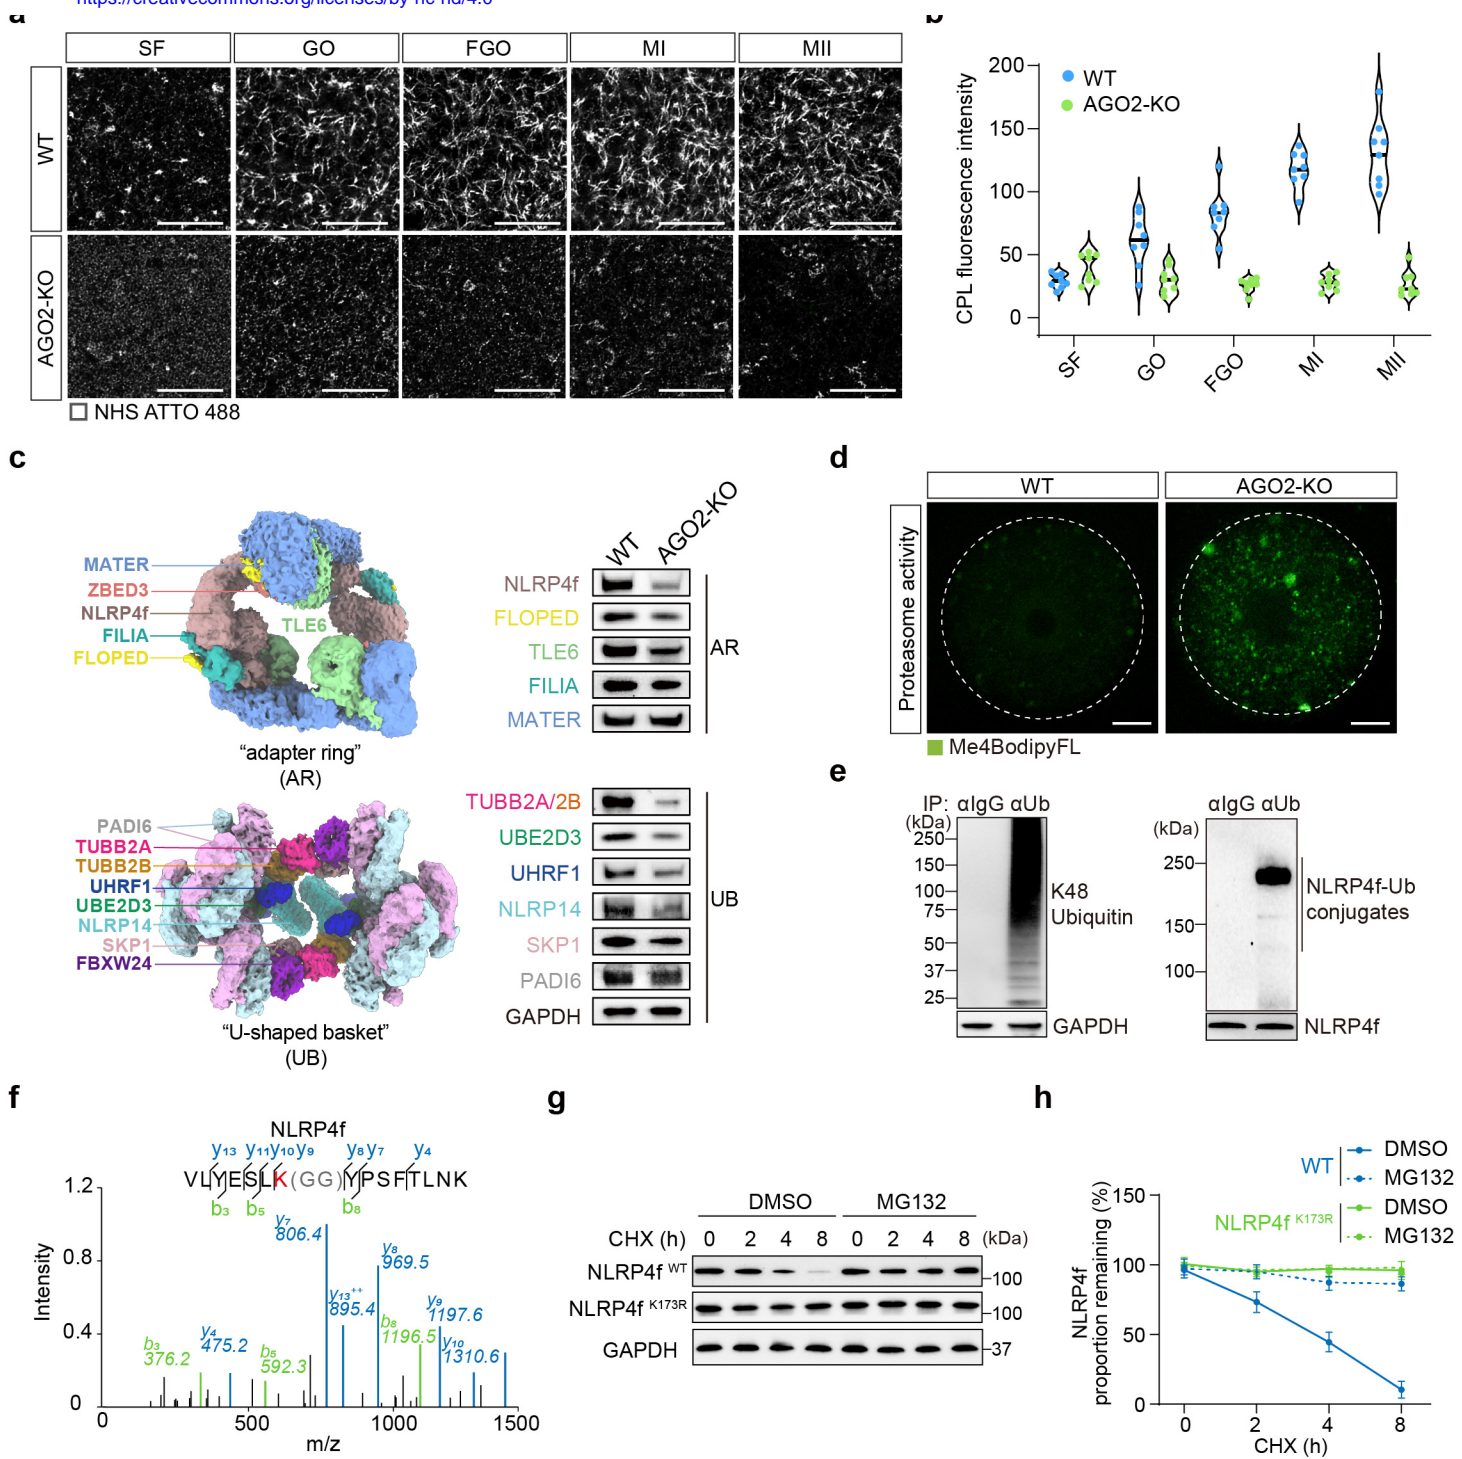 https://creativecommons.org/licenses/by-nc-nd/4.0
a
SF GO FGO MI MII
WT
AGO2-KO
NHS ATTO 488
b
CPL fluorescence intensity
200
150
100
50
0
WT
AGO2-KO
SF GO FGO MI MII
c
MATER
ZBED3
NLRP4f
FILIA
FLOPED
TLE6
“adapter ring”
(AR)
PADI6
TUBB2A
TUBB2B
UHRF1
UBE2D3
NLRP14
SKP1
FBXW24
“U-shaped basket”
(UB)
WT AGO2-KO
NLRP4f
FLOPED
TLE6
FILIA
MATER
AR
TUBB2A/2B
UBE2D3
UHRF1
NLRP14
SKP1
PADI6
GAPDH
UB
d
WT AGO2-KO
Proteasome activity
Me4BodipyFL
e
IP: αIgG αUb
(kDa)
250
150
100
75
50
37
25
K48
Ubiquitin
GAPDH
αIgG αUb
(kDa)
250
150
100
NLRP4f-Ub
conjugates
NLRP4f
f
NLRP4f
y₁₃ y₁₁ y₁₀ y₉ y₈ y₇ y₄
VLYESLK(GG)YPSFTLNK
b₃ b₅ b₈
Intensity
1.2
0.8
0.4
0
b₃
376.2
y₄
475.2
b₅
592.3
y₇
806.4
y₁₃⁺⁺
895.4
y₈
969.5
b₈
1196.5
y₉
1197.6
y₁₀
1310.6
0 500 1000 1500
m/z
g
DMSO MG132
CHX (h) 0 2 4 8 0 2 4 8 (kDa)
NLRP4f WT
100
NLRP4f K173R
100
GAPDH
37
h
WT
DMSO
MG132
NLRP4f K173R
DMSO
MG132
NLRP4f
proportion remaining (%)
150
100
50
0
0 2 4 8
CHX (h)